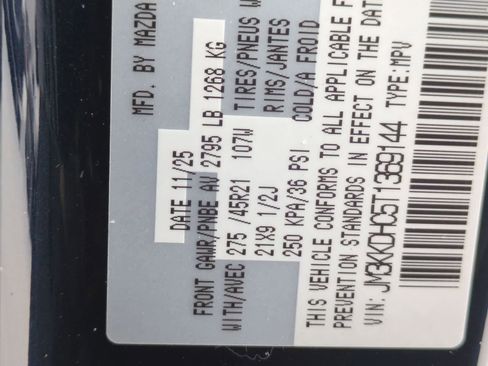 MFD. BY MAZDA
DATE 11/25
FRONT GAWR/PNBE AV 2795 LB 1268 KG
WITH/AVEC 275 /45R21 107W TIRES/PNEUS W
21X9 1/2J RIMS/JANTES
250 KPA/36 PSI COLD/A FROID
THIS VEHICLE CONFORMS TO ALL APPLICABLE F
PREVENTION STANDARDS IN EFFECT ON THE DAT
VIN: JM3KKDHC5T1369144 TYPE: MPV